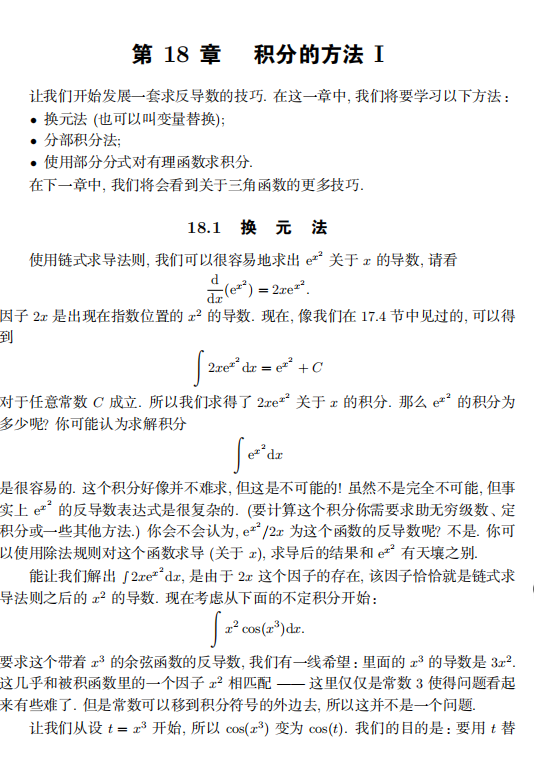 第 18 章 积分的方法 I
让我们开始发展一套求反导数的技巧. 在这一章中, 我们将要学习以下方法：
• 换元法 (也可以叫变量替换);
• 分部积分法;
• 使用部分分式对有理函数求积分.
在下一章中, 我们将会看到关于三角函数的更多技巧.
18.1 换 元 法
使用链式求导法则, 我们可以很容易地求出 e^{x^2} 关于 x 的导数, 请看
\frac{d}{dx}(e^{x^2}) = 2xe^{x^2}.
因子 2x 是出现在指数位置的 x^2 的导数. 现在, 像我们在 17.4 节中见过的, 可以得
到
∫ 2xe^{x^2} dx = e^{x^2} + C
对于任意常数 C 成立. 所以我们求得了 2xe^{x^2} 关于 x 的积分. 那么 e^{x^2} 的积分为
多少呢? 你可能认为求解积分
∫ e^{x^2} dx
是很容易的. 这个积分好像并不难求, 但这是不可能的! 虽然不是完全不可能, 但事
实上 e^{x^2} 的反导数表达式是很复杂的. (要计算这个积分你需要求助无穷级数、定
积分或一些其他方法.) 你会不会认为, e^{x^2}/2x 为这个函数的反导数呢? 不是. 你可
以使用除法规则对这个函数求导 (关于 x), 求导后的结果和 e^{x^2} 有天壤之别.
能让我们解出 ∫ 2xe^{x^2} dx, 是由于 2x 这个因子的存在, 该因子恰恰就是链式求
导法则之后的 x^2 的导数. 现在考虑从下面的不定积分开始：
∫ x^2 cos(x^3)dx.
要求这个带着 x^3 的余弦函数的反导数, 我们有一线希望：里面的 x^3 的导数是 3x^2.
这几乎和被积函数里的一个因子 x^2 相匹配 —— 这里仅仅是常数 3 使得问题看起
来有些难了. 但是常数可以移到积分符号的外边去, 所以这并不是一个问题.
让我们从设 t = x^3 开始, 所以 cos(x^3) 变为 cos(t). 我们的目的是：要用 t 替